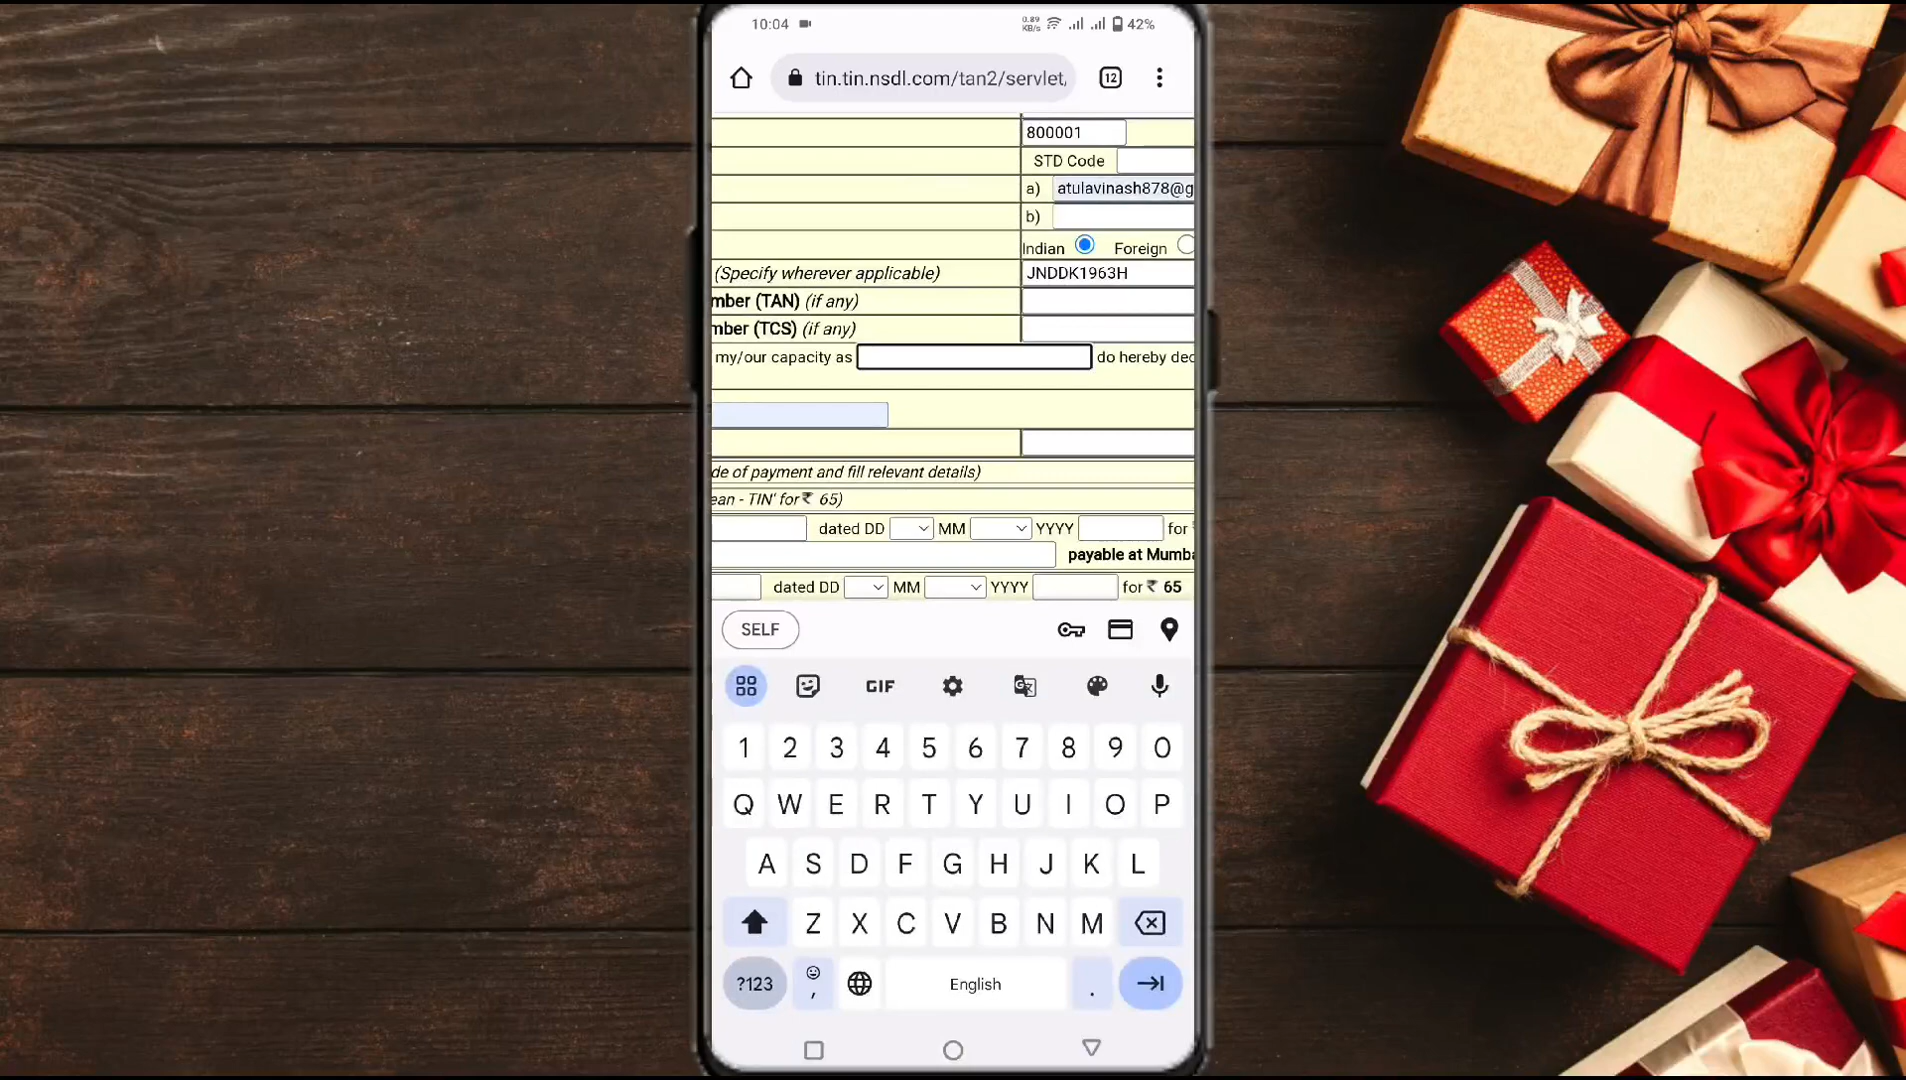 10:04 0.89 KB/s 42%
tin.tin.nsdl.com/tan2/servlet, 12
800001
STD Code
a) atulavinash878@g
b)
Indian Foreign
(Specify wherever applicable) JNDDK1963H
mber (TAN) (if any)
mber (TCS) (if any)
my/our capacity as do hereby dec
de of payment and fill relevant details)
ean - TIN' for ₹ 65)
dated DD MM YYYY for ₹
payable at Mumba
dated DD MM YYYY for ₹ 65
SELF
GIF
1 2 3 4 5 6 7 8 9 0
Q W E R T Y U I O P
A S D F G H J K L
Z X C V B N M
?123 , English .